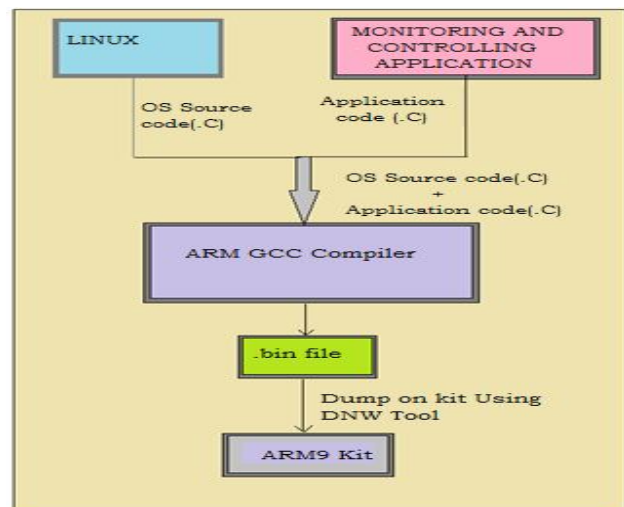 LINUX
MONITORING AND
CONTROLLING
APPLICATION
OS Source
code(.C)
Application
code (.C)
OS Source code(.C)
+
Application code(.C)
ARM GCC Compiler
.bin file
Dump on kit Using
DNW Tool
ARM9 Kit